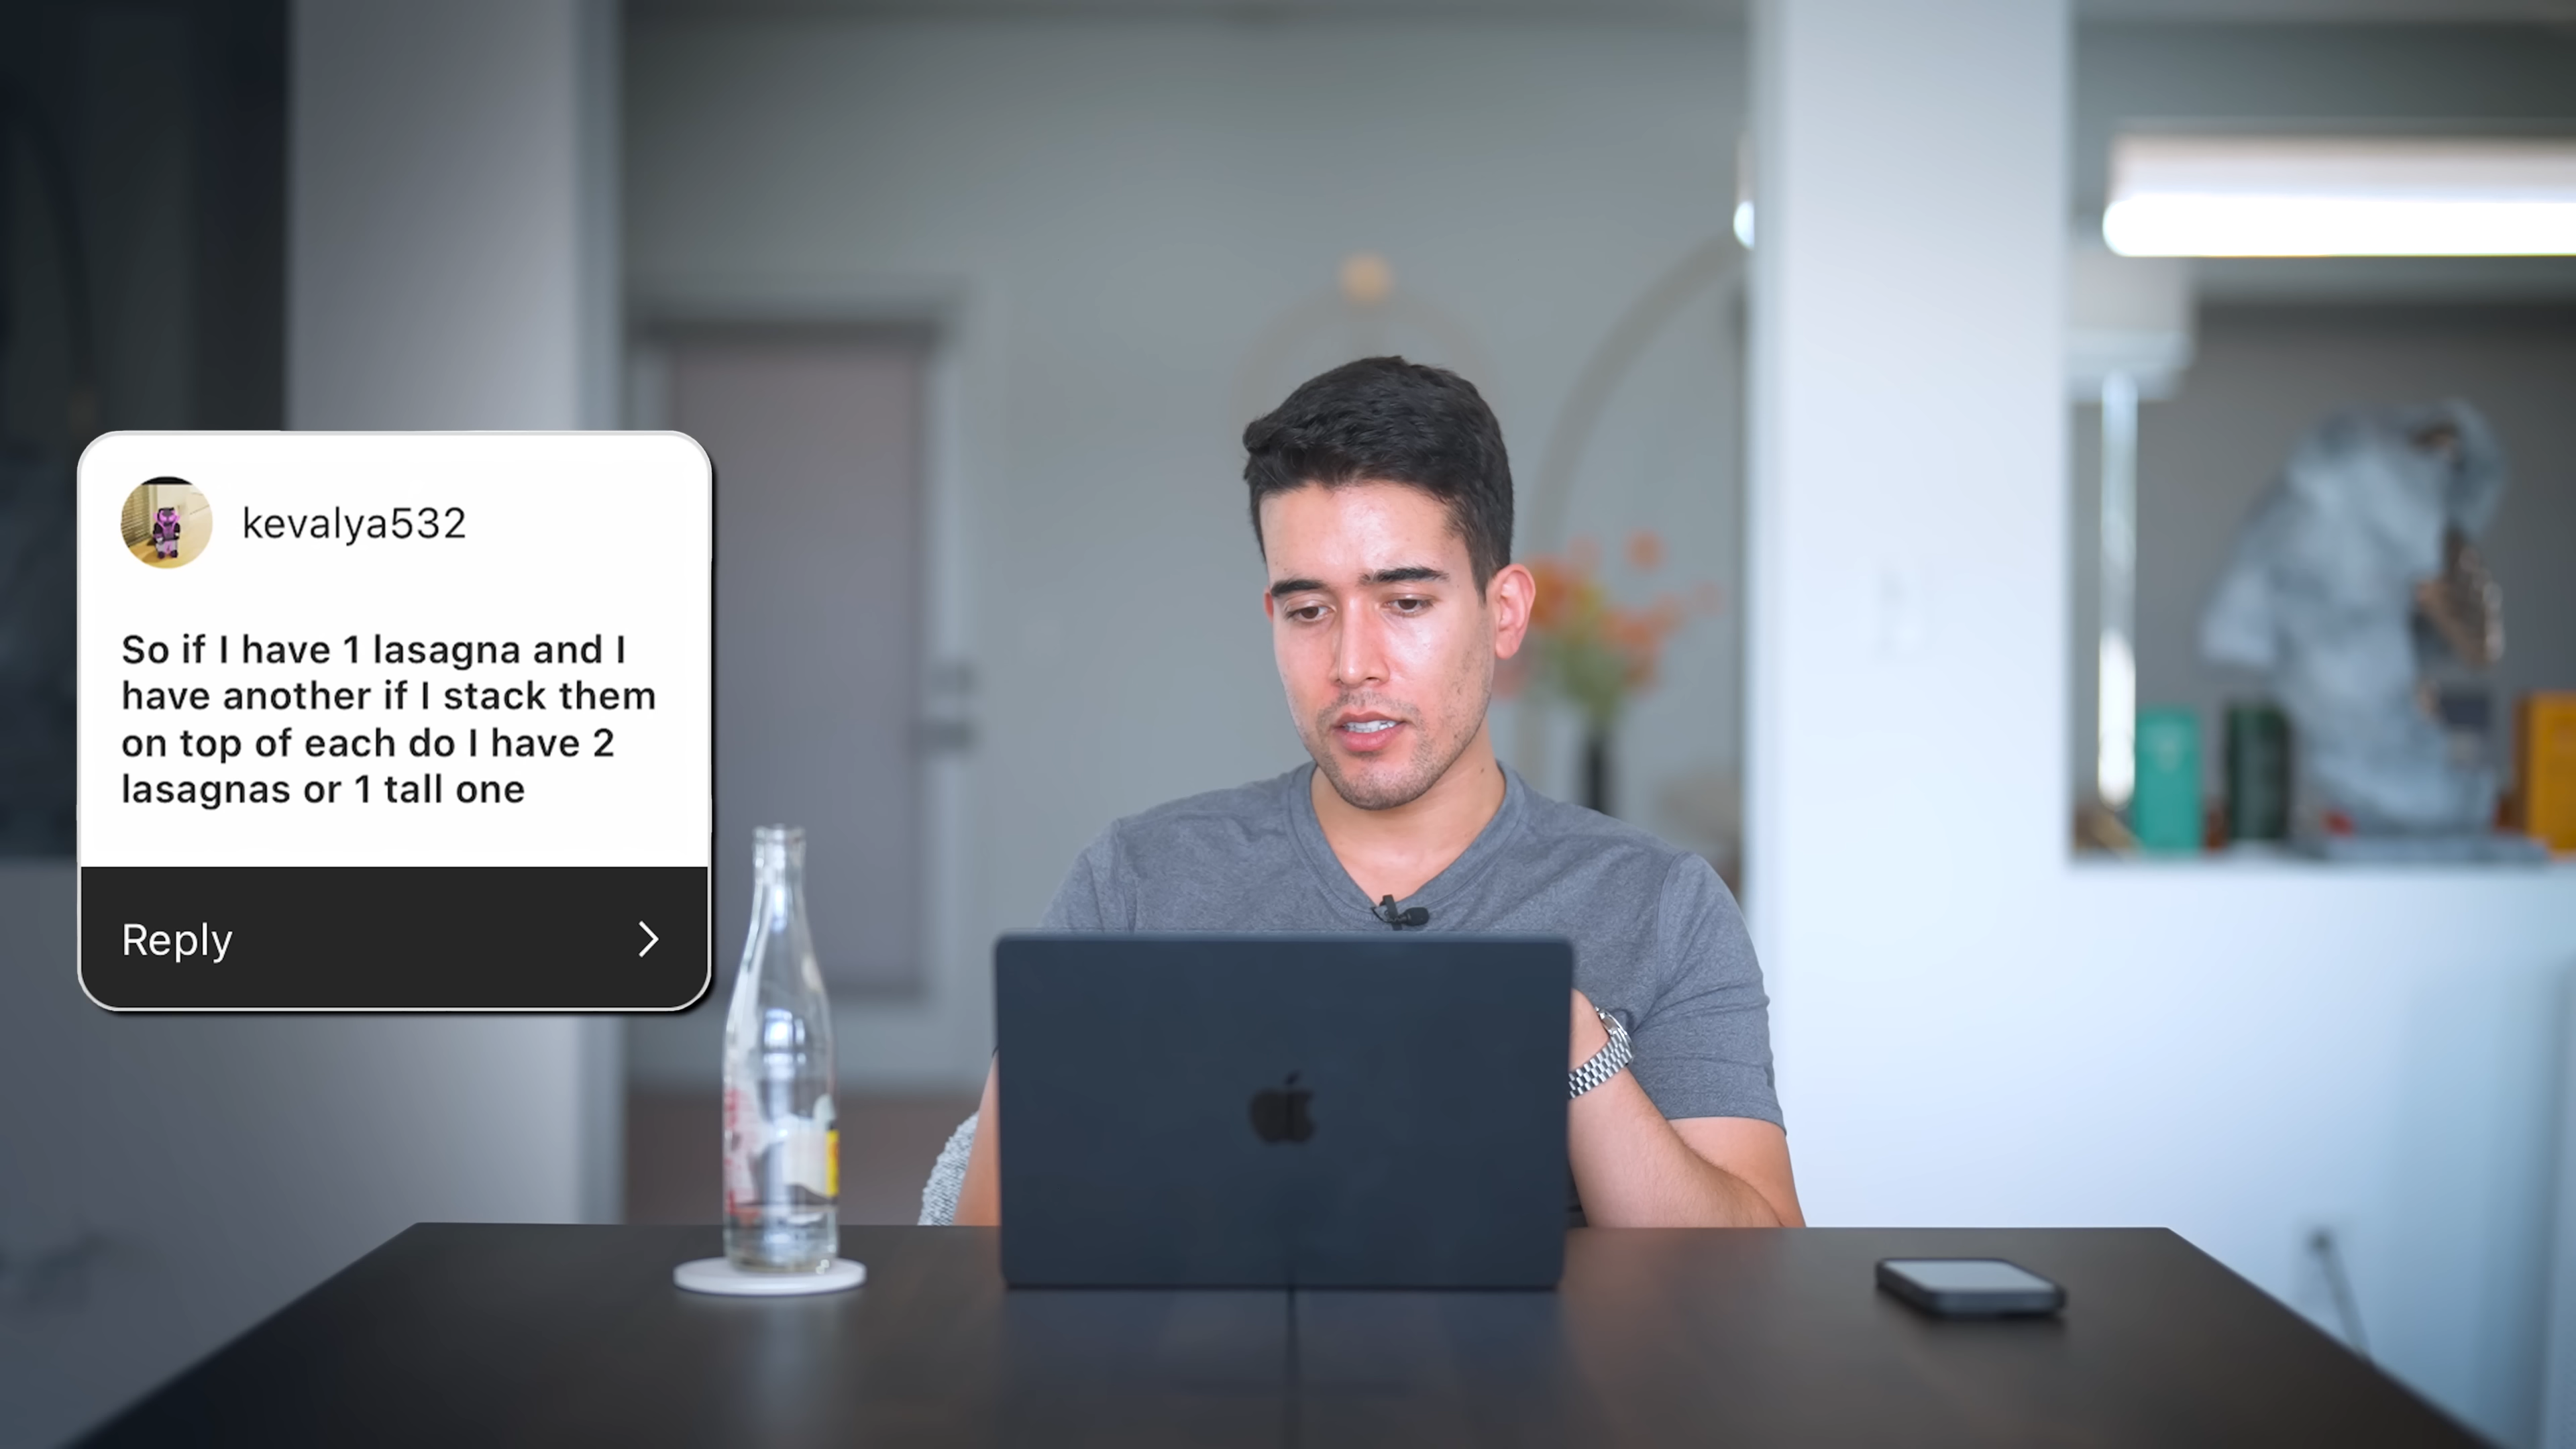 kevalya532
So if I have 1 lasagna and I
have another if I stack them
on top of each do I have 2
lasagnas or 1 tall one
Reply